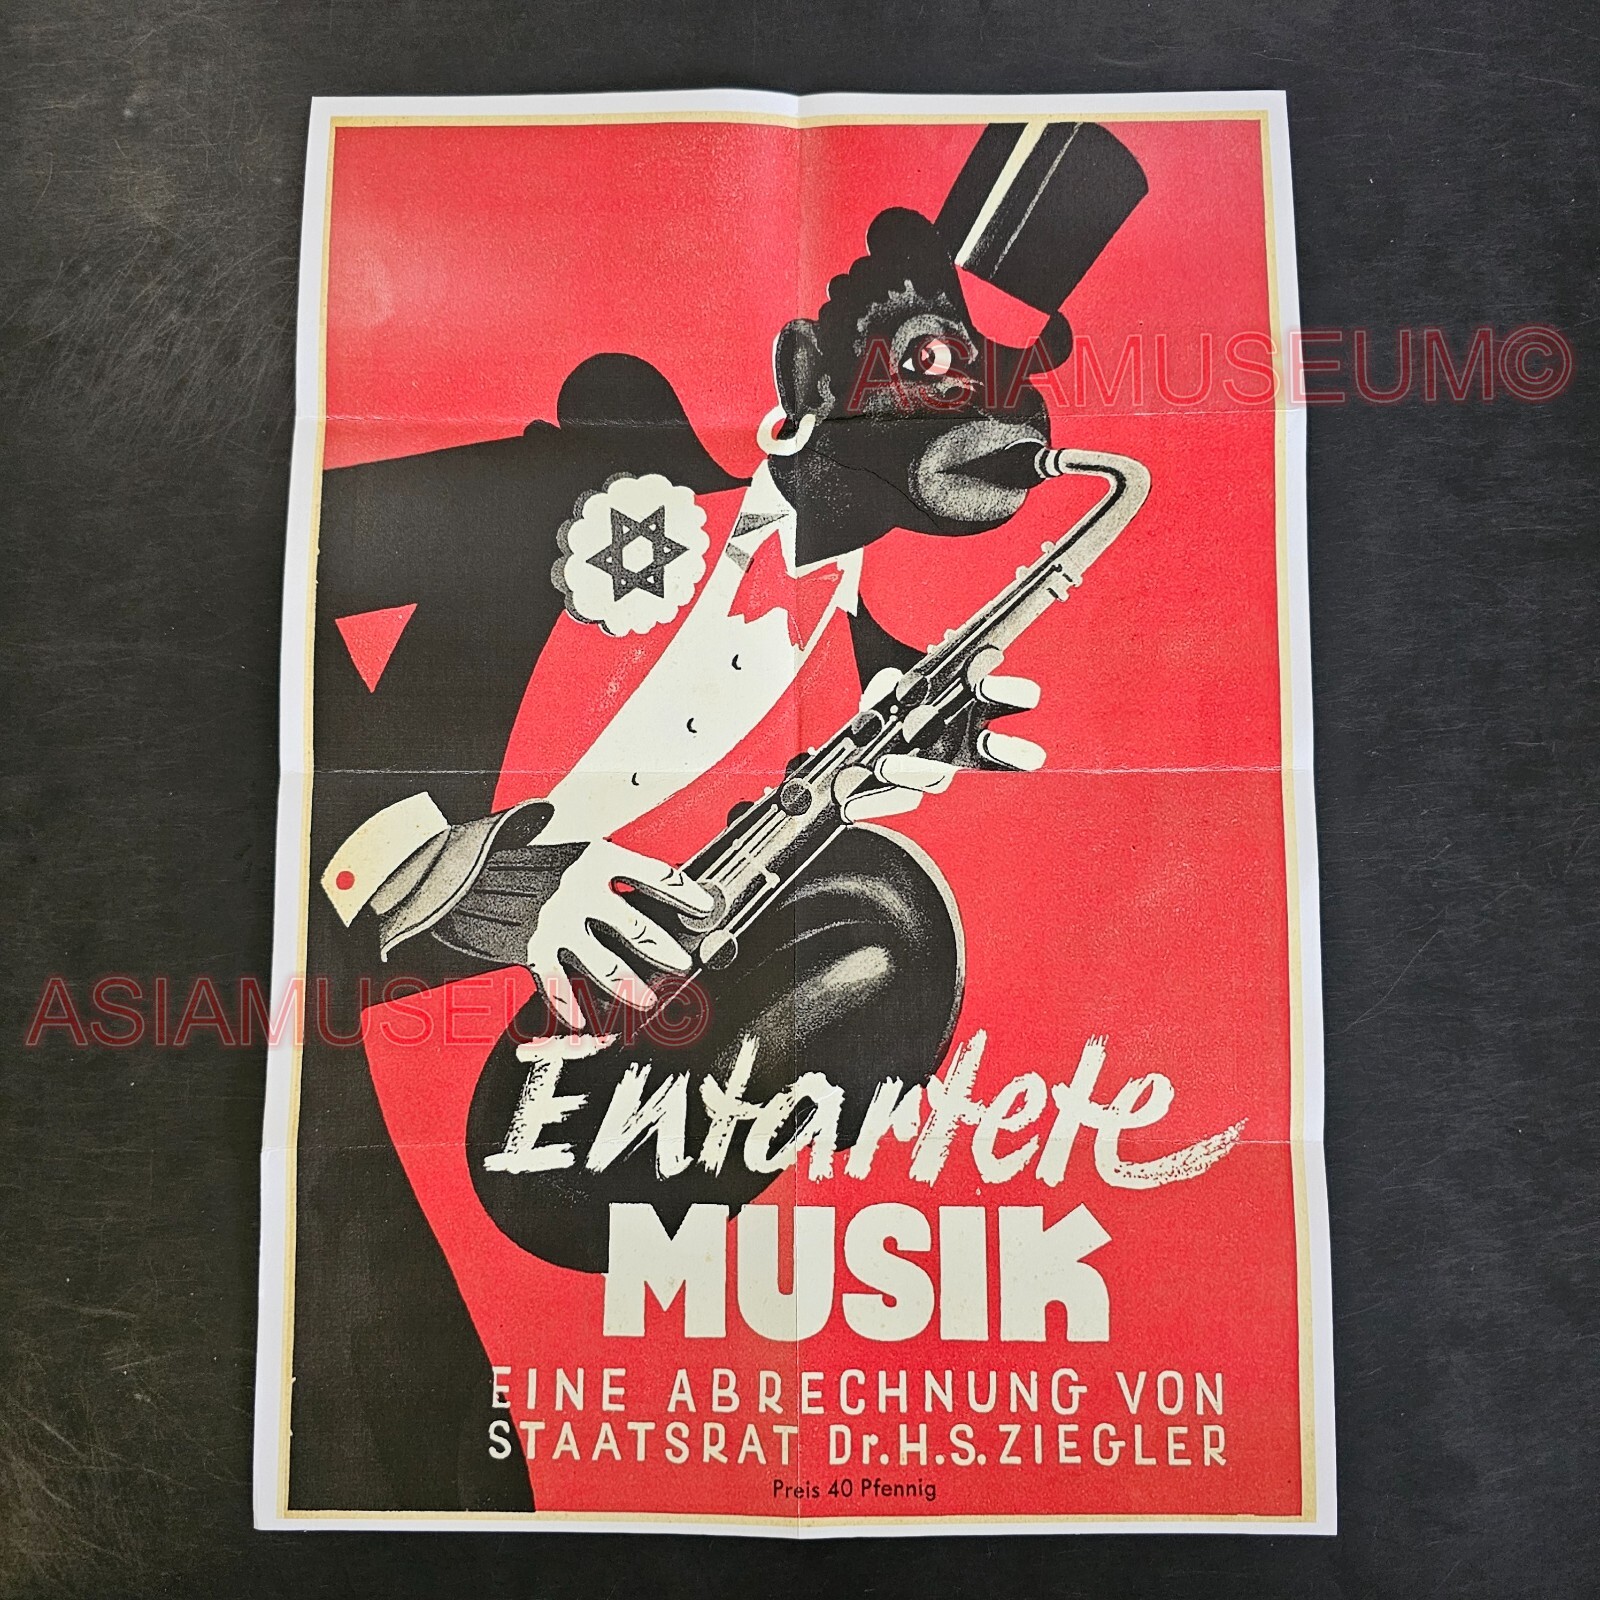 ASIAMUSEUM©
ASIAMUSEUM©
Entartete
MUSIK
EINE ABRECHNUNG VON
STAATSRAT Dr. H. S. ZIEGLER
Preis 40 Pfennig